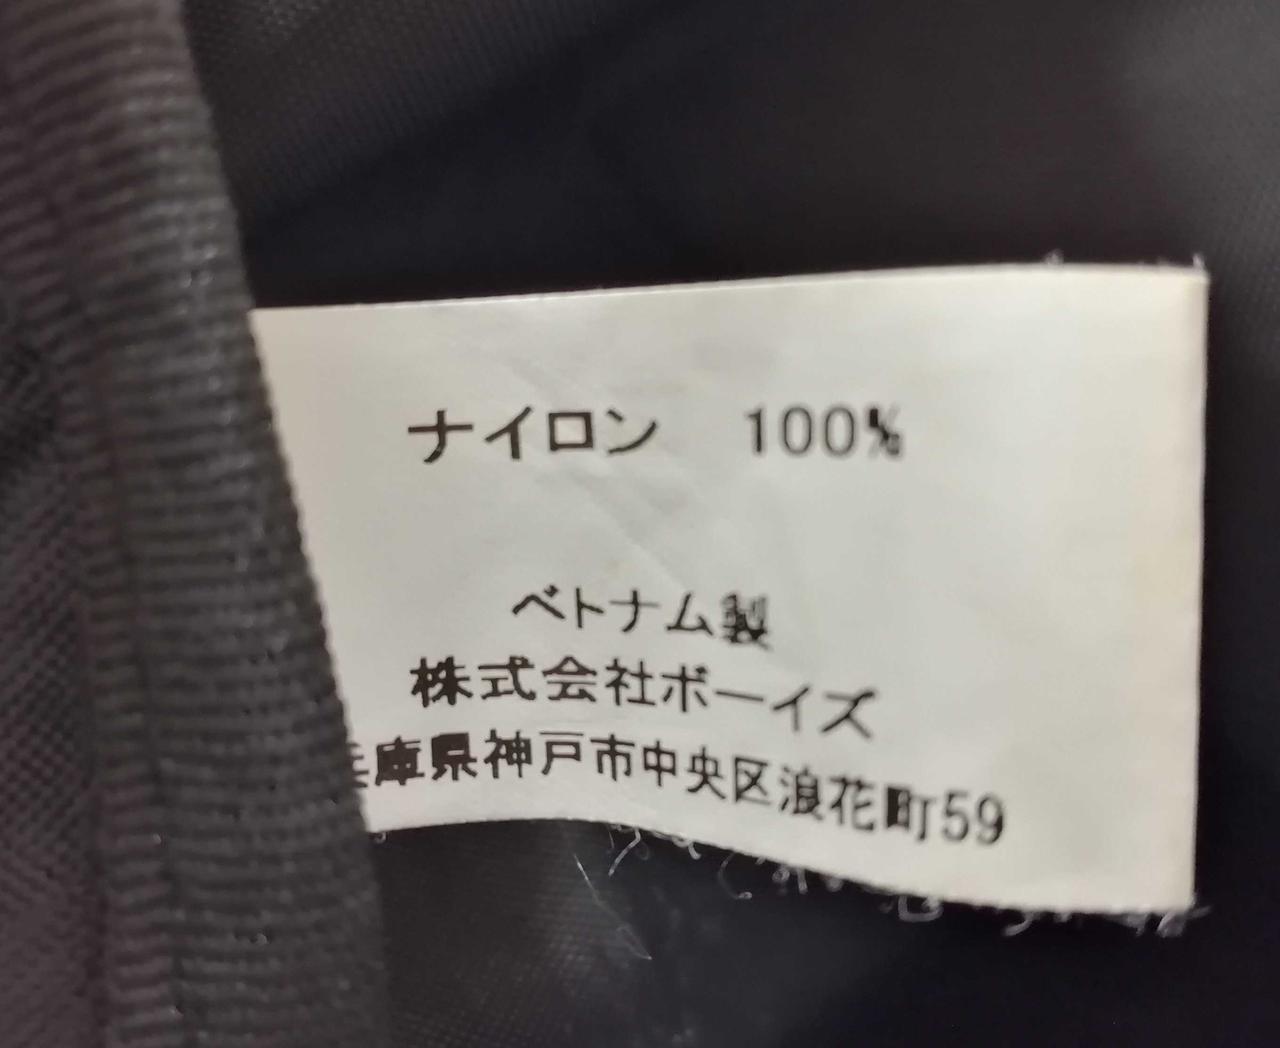 ナイロン　100%
ベトナム製
株式会社ボーイズ
兵庫県神戸市中央区浪花町59